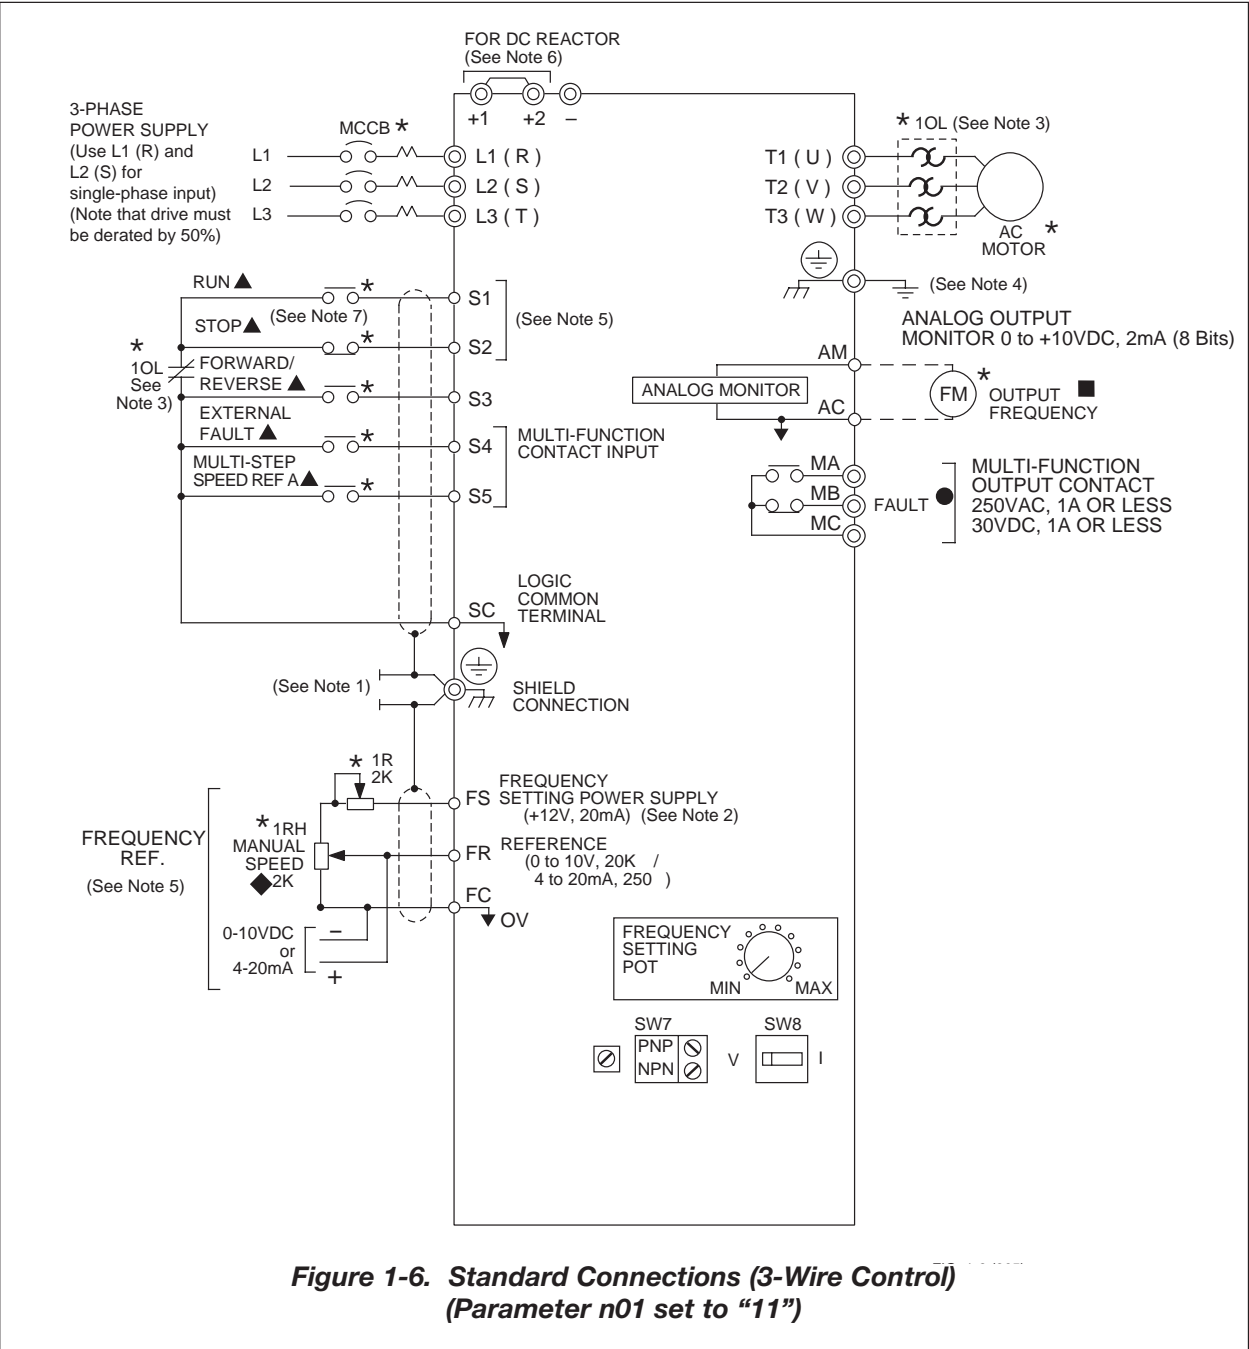 FOR DC REACTOR
(See Note 6)
+1 +2 –
3-PHASE
POWER SUPPLY
(Use L1 (R) and
L2 (S) for
single-phase input)
(Note that drive must
be derated by 50%)
MCCB *
L1
L2
L3
L1 ( R )
L2 ( S )
L3 ( T )
* 1OL (See Note 3)
T1 ( U )
T2 ( V )
T3 ( W )
AC *
MOTOR
(See Note 4)
RUN ▲
*
S1
(See Note 7)
STOP ▲
*
S2
(See Note 5)
*
1OL
See
Note 3)
FORWARD/
REVERSE ▲
*
S3
EXTERNAL
FAULT ▲
*
S4
MULTI-STEP
SPEED REF A ▲
*
S5
MULTI-FUNCTION
CONTACT INPUT
ANALOG OUTPUT
MONITOR 0 to +10VDC, 2mA (8 Bits)
AM
ANALOG MONITOR
AC
FM
*
OUTPUT ■
FREQUENCY
MA
MB
MC
FAULT ●
MULTI-FUNCTION
OUTPUT CONTACT
250VAC, 1A OR LESS
30VDC, 1A OR LESS
SC
LOGIC
COMMON
TERMINAL
(See Note 1)
SHIELD
CONNECTION
* 1R
2K
FS
FREQUENCY
SETTING POWER SUPPLY
(+12V, 20mA) (See Note 2)
FREQUENCY
REF.
(See Note 5)
* 1RH
MANUAL
SPEED
◆ 2K
FR
REFERENCE
(0 to 10V, 20K /
4 to 20mA, 250 )
FC
OV
0-10VDC
or
4-20mA
–
+
FREQUENCY
SETTING
POT
MIN MAX
SW7
PNP
NPN
SW8
V I
Figure 1-6. Standard Connections (3-Wire Control)
(Parameter n01 set to “11”)